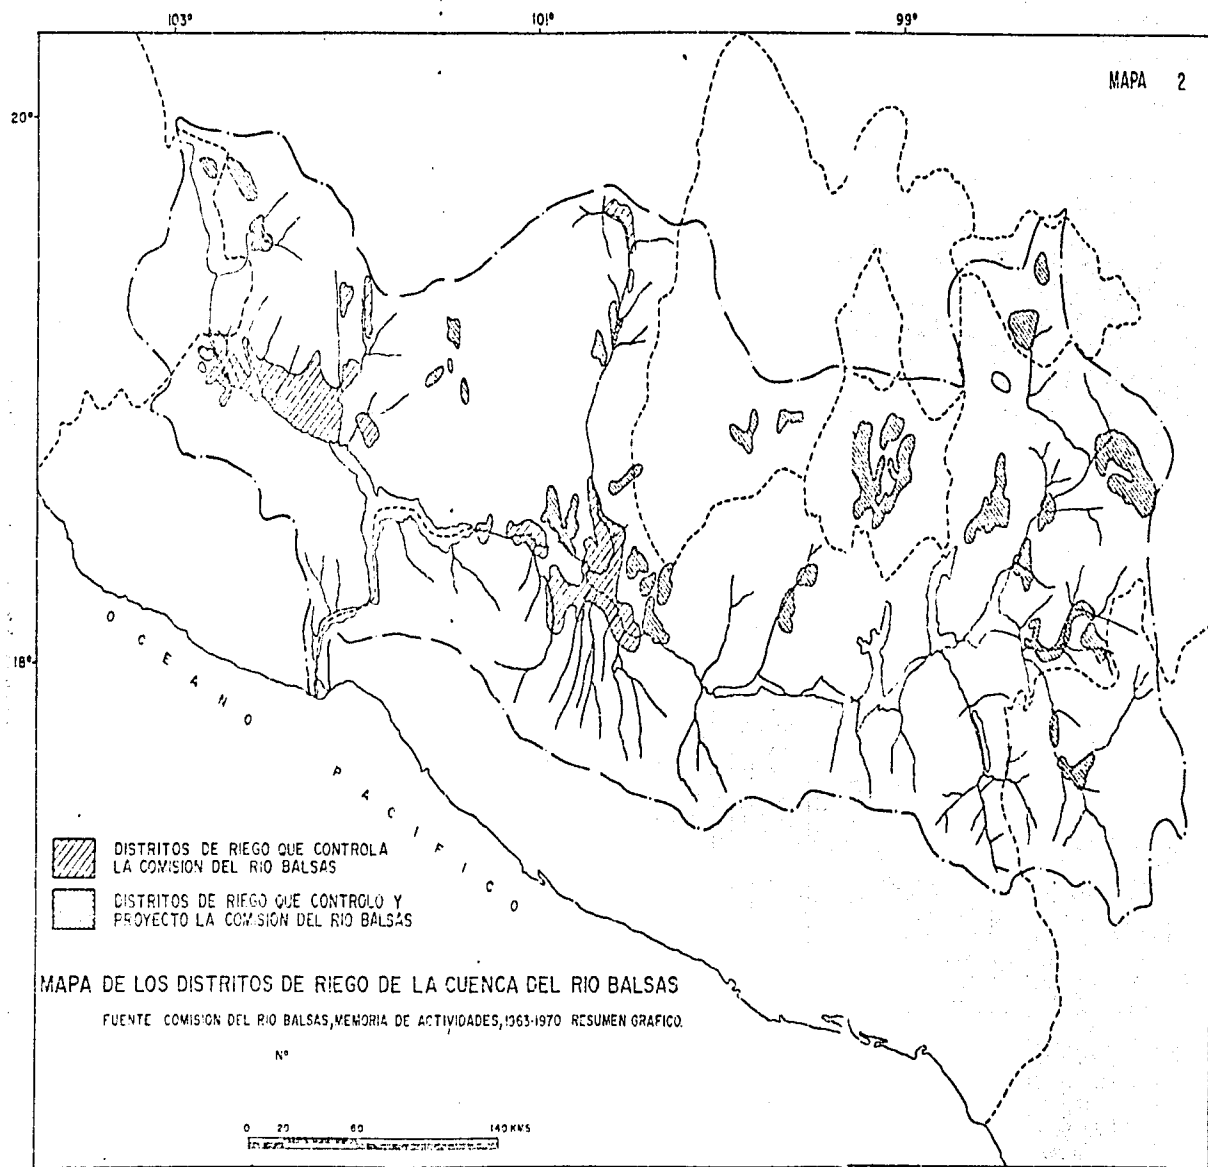 103° 101° 99°
MAPA 2
20°
18°
OCEANO PACIFICO
DISTRITOS DE RIEGO QUE CONTROLA
LA COMISION DEL RIO BALSAS
DISTRITOS DE RIEGO QUE CONTROLO Y
PROYECTO LA COMISION DEL RIO BALSAS
MAPA DE LOS DISTRITOS DE RIEGO DE LA CUENCA DEL RIO BALSAS
FUENTE COMISION DEL RIO BALSAS, MEMORIA DE ACTIVIDADES, 1963-1970 RESUMEN GRAFICO.
Nº
0 20 60 140 KMS